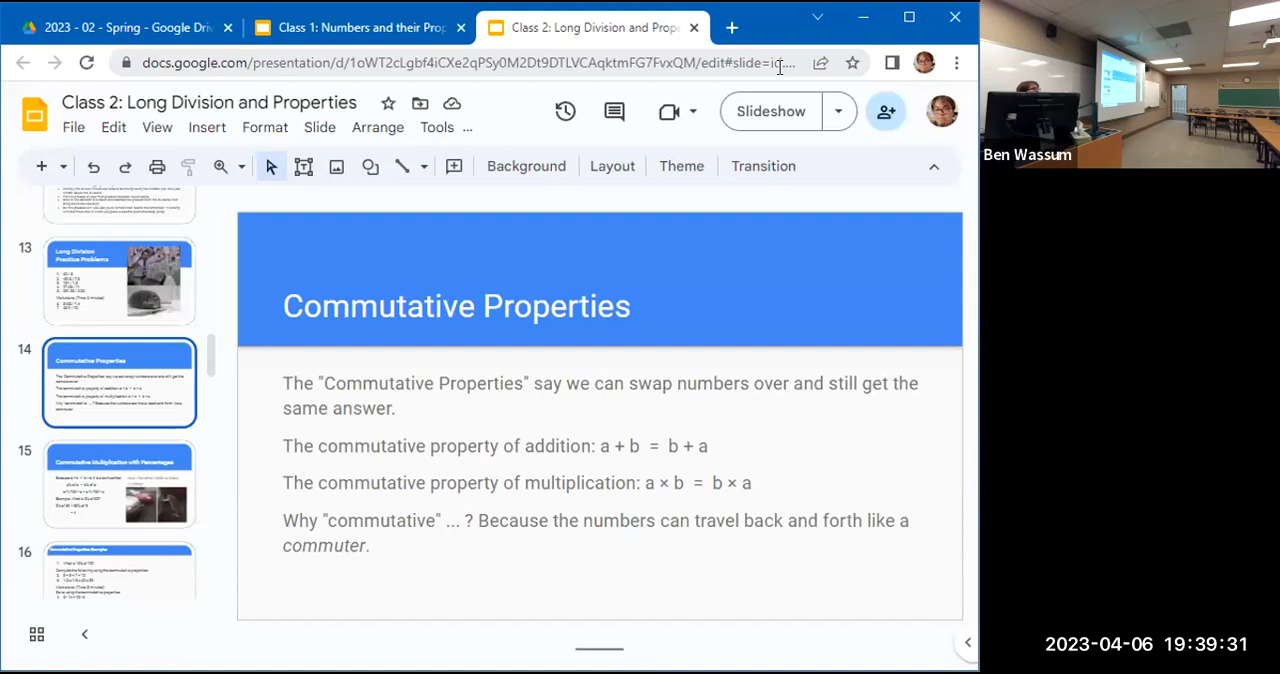 2023 - 02 - Spring - Google Driv
Class 1: Numbers and their Prop
Class 2: Long Division and Prope
docs.google.com/presentation/d/1oWT2cLgbf4iCXe2qPSy0M2Dt9DTLVCAqktmFG7FvxQM/edit#slide=id....
Class 2: Long Division and Properties
Slideshow
File Edit View Insert Format Slide Arrange Tools ...
Background Layout Theme Transition
Ben Wassum
13
Long Division
Practice Problems
14
Commutative Properties
15
Commutative Multiplication with Percentages
16
Commutative Properties Examples
Commutative Properties
The "Commutative Properties" say we can swap numbers over and still get the
same answer.
The commutative property of addition: a + b = b + a
The commutative property of multiplication: a × b = b × a
Why "commutative" ... ? Because the numbers can travel back and forth like a
commuter.
2023-04-06 19:39:31